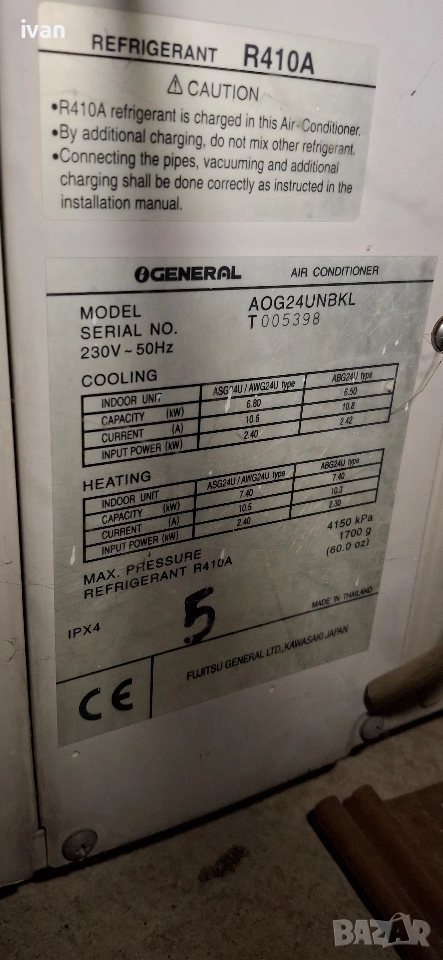 ivan
REFRIGERANT R410A
⚠ CAUTION
•R410A refrigerant is charged in this Air-Conditioner.
•By additional charging, do not mix other refrigerant.
•Connecting the pipes, vacuuming and additional
charging shall be done correctly as instructed in the
installation manual.
GENERAL AIR CONDITIONER
MODEL AOG24UNBKL
SERIAL NO. T005398
230V ~ 50Hz
COOLING
INDOOR UNIT ASG24U / AWG24U type ABG24U type
CAPACITY (kW) 6.80 6.50
CURRENT (A) 10.6 10.8
INPUT POWER (kW) 2.40 2.42
HEATING
INDOOR UNIT ASG24U / AWG24U type ABG24U type
CAPACITY (kW) 7.40 7.40
CURRENT (A) 10.5 10.3
INPUT POWER (kW) 2.40 2.30
MAX. PRESSURE 4150 kPa
REFRIGERANT R410A 1700 g
(60.0 oz)
5
IPX4 MADE IN THAILAND
CE FUJITSU GENERAL LTD., KAWASAKI JAPAN
BAZAR